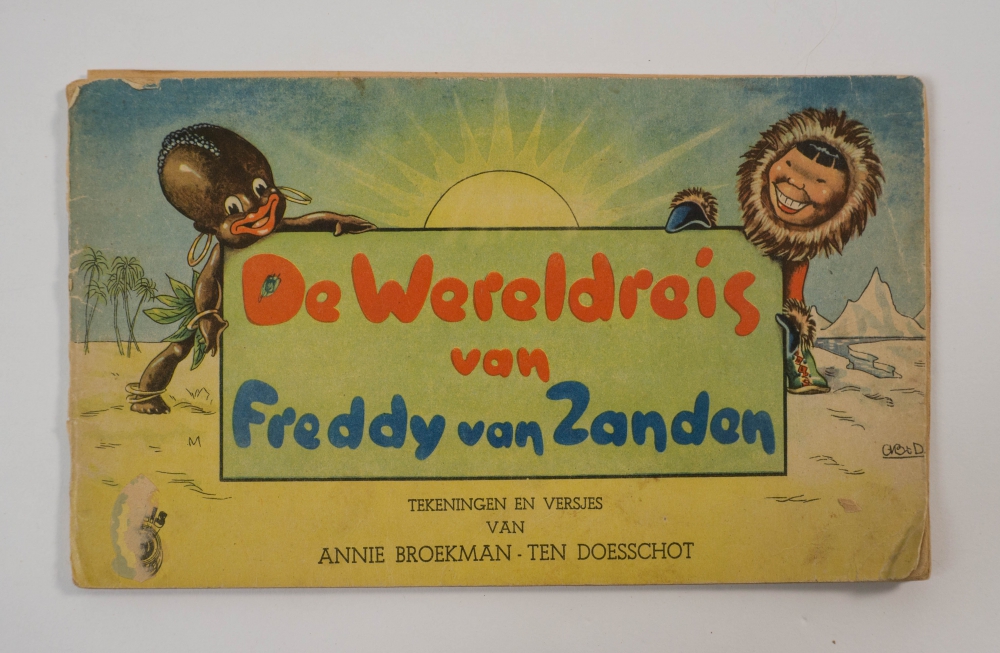 De Wereldreis
van
Freddy van Zanden
M
TEKENINGEN EN VERSJES
VAN
ANNIE BROEKMAN - TEN DOESSCHOT